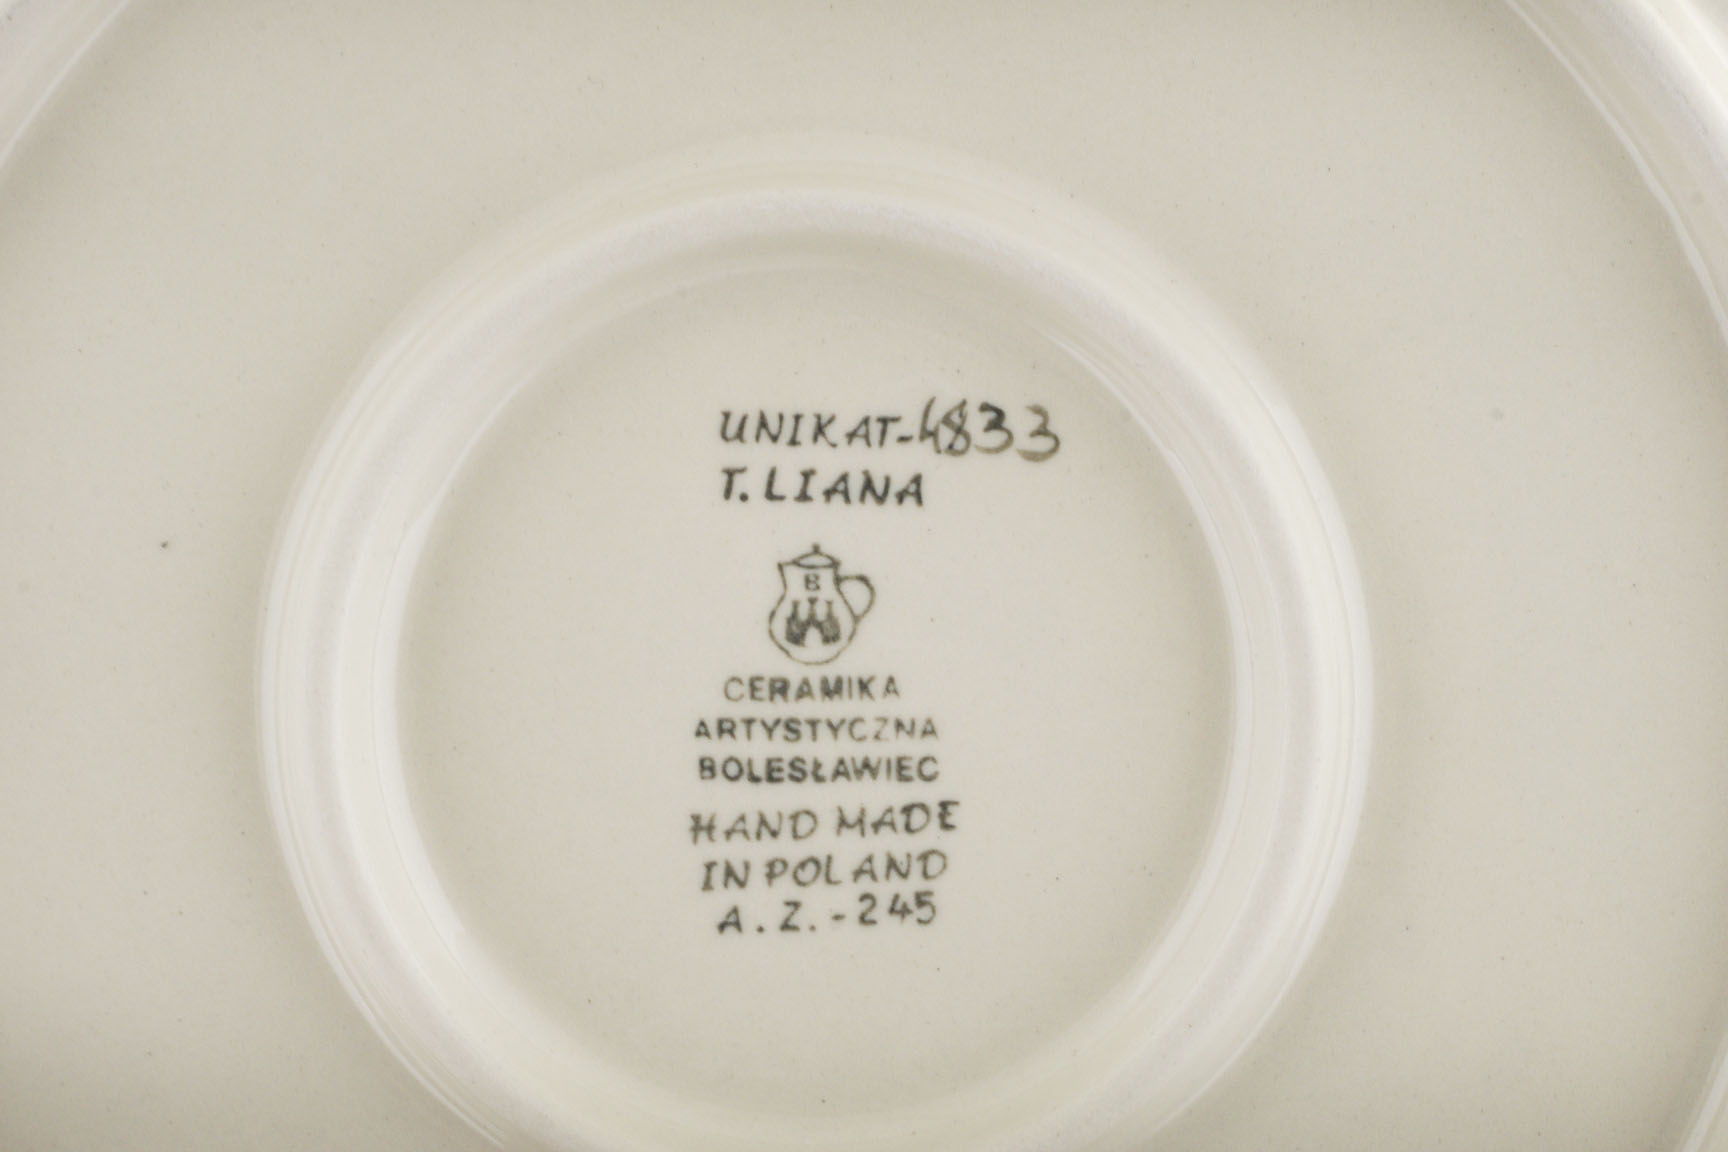 UNIKAT-4833
T. LIANA
B
CERAMIKA
ARTYSTYCZNA
BOLESŁAWIEC
HAND MADE
IN POLAND
A. Z. - 245